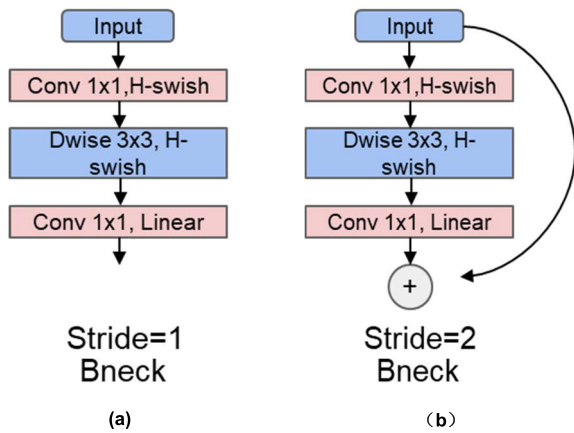 Input
Conv 1x1,H-swish
Dwise 3x3, H-
swish
Conv 1x1, Linear
Stride=1
Bneck
(a)
Input
Conv 1x1,H-swish
Dwise 3x3, H-
swish
Conv 1x1, Linear
+
Stride=2
Bneck
（b）